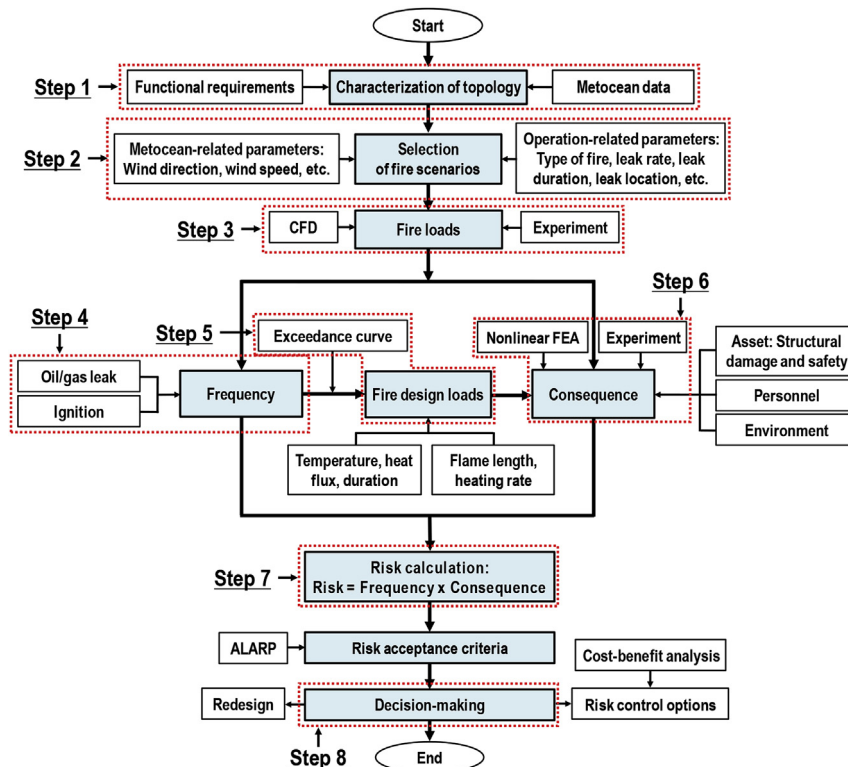 Start
Step 1
Functional requirements
Characterization of topology
Metocean data
Step 2
Metocean-related parameters:
Wind direction, wind speed, etc.
Selection
of fire scenarios
Operation-related parameters:
Type of fire, leak rate, leak
duration, leak location, etc.
Step 3
CFD
Fire loads
Experiment
Step 4
Step 5
Step 6
Exceedance curve
Nonlinear FEA
Experiment
Asset: Structural
damage and safety
Oil/gas leak
Ignition
Frequency
Fire design loads
Consequence
Personnel
Environment
Temperature, heat
flux, duration
Flame length,
heating rate
Step 7
Risk calculation:
Risk = Frequency x Consequence
ALARP
Risk acceptance criteria
Cost-benefit analysis
Redesign
Decision-making
Risk control options
Step 8
End